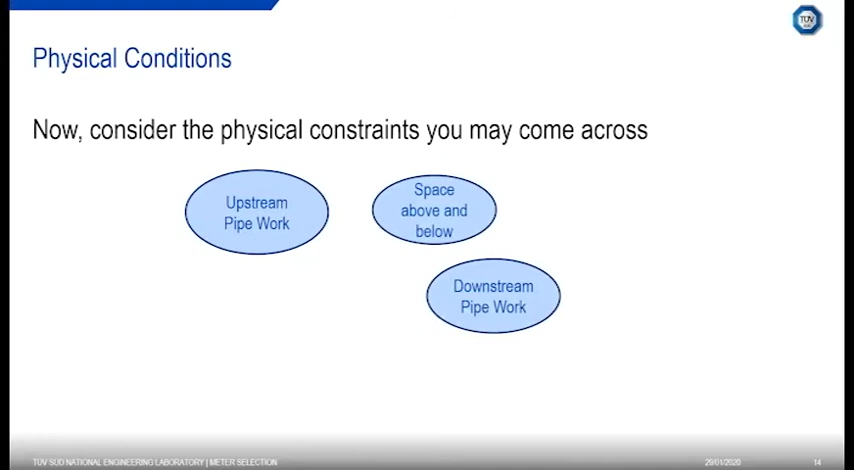 TÜV
Physical Conditions
Now, consider the physical constraints you may come across
Upstream
Pipe Work
Space
above and
below
Downstream
Pipe Work
TÜV SÜD NATIONAL ENGINEERING LABORATORY | METER SELECTION
29/01/2020
14